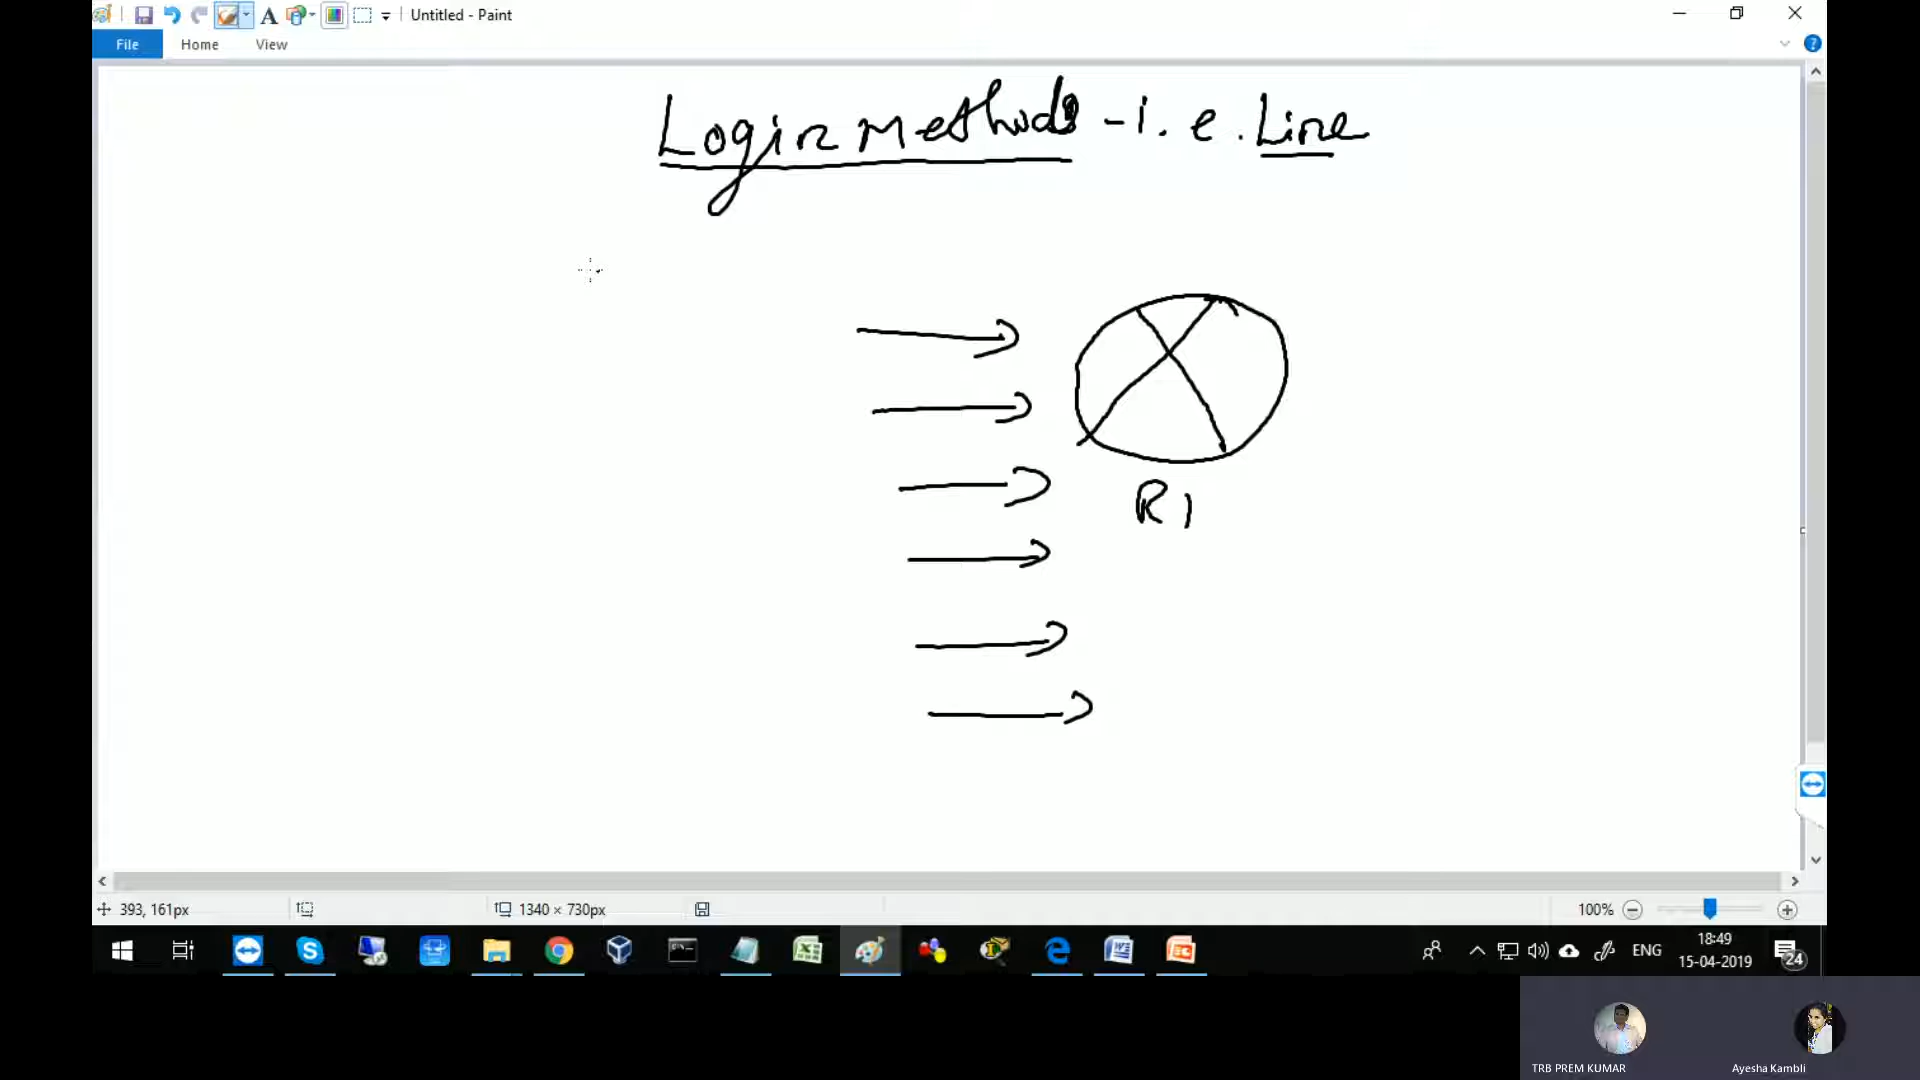 Untitled - Paint
File Home View
Login Methods - i.e. Line
R1
393, 161px 1340 × 730px 100%
ENG 18:49
15-04-2019 24
TRB PREM KUMAR Ayesha Kambli